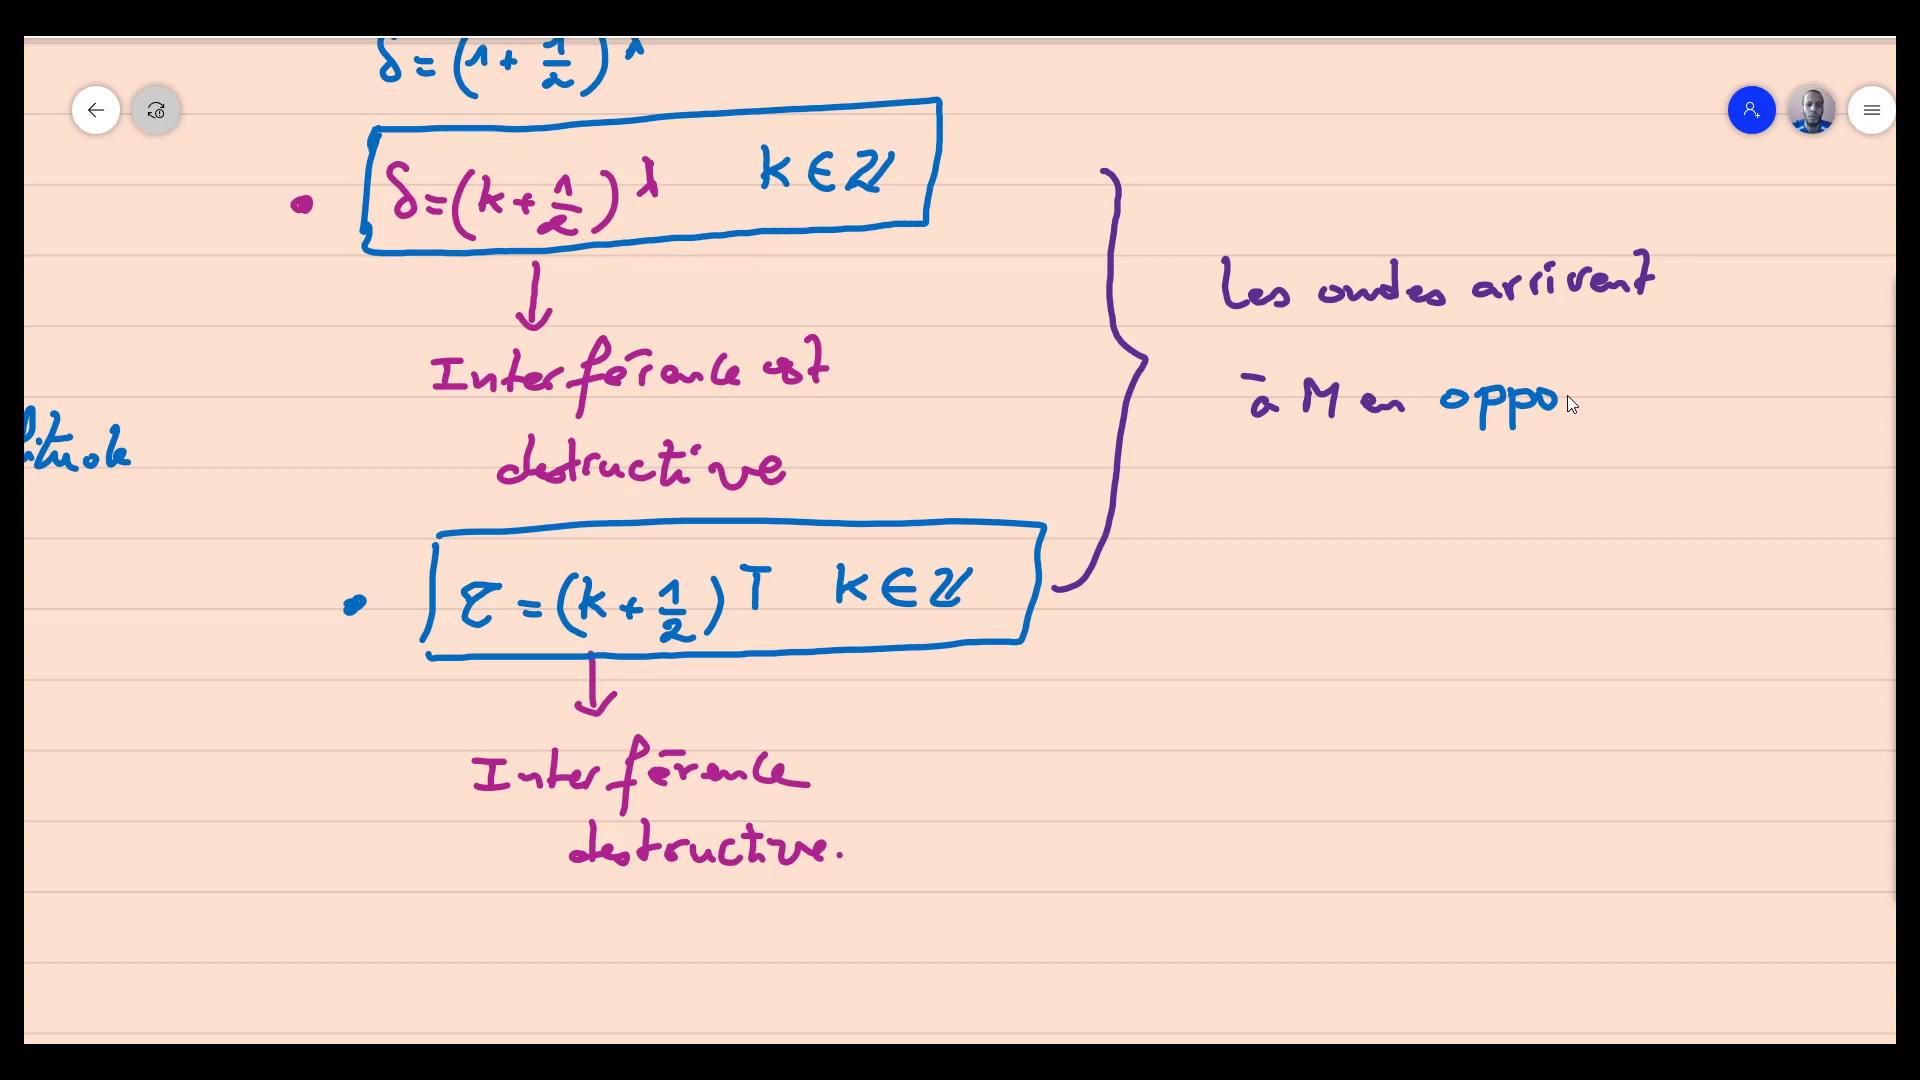 δ = (1 + 1/2) λ
• δ = (k + 1/2) λ k ∈ ℤ
↓
Interférence est
destructive
• τ = (k + 1/2) T k ∈ ℤ
↓
Interférence
destructive.
Les ondes arrivent
à M en oppo